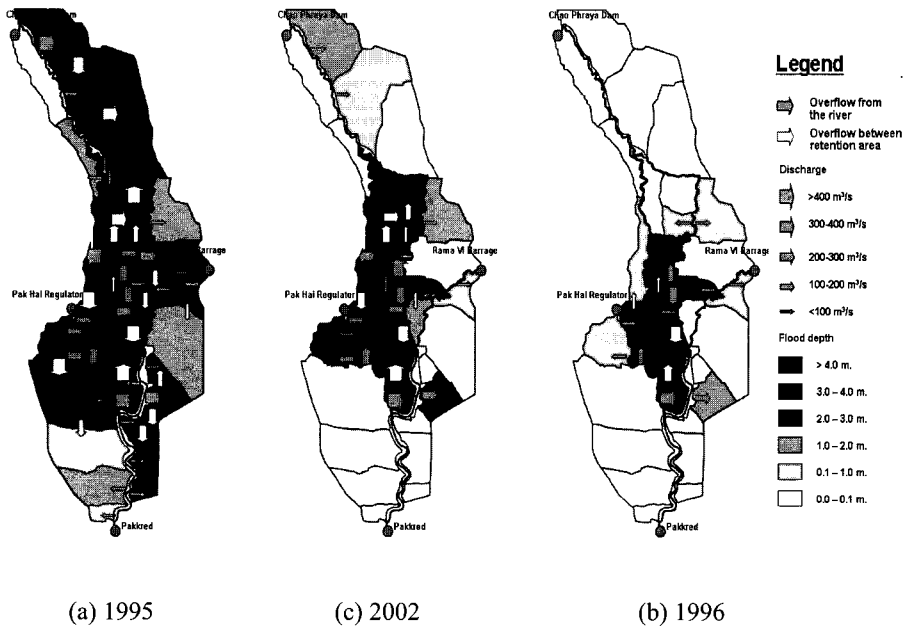 Chao Phraya Dam
Chao Phraya Dam
Legend
Overflow from
the river
Overflow between
retention area
Discharge
>400 m³/s
300-400 m³/s
200-300 m³/s
100-200 m³/s
<100 m³/s
Flood depth
> 4.0 m.
3.0 – 4.0 m.
2.0 – 3.0 m.
1.0 – 2.0 m.
0.1 – 1.0 m.
0.0 – 0.1 m.
Barrage
Rama VI Barrage
Rama VI Barrage
Pak Hai Regulator
Pak Hai Regulator
Pak Hai Regulator
Pakkred
Pakkred
Pakkred
(a) 1995
(c) 2002
(b) 1996